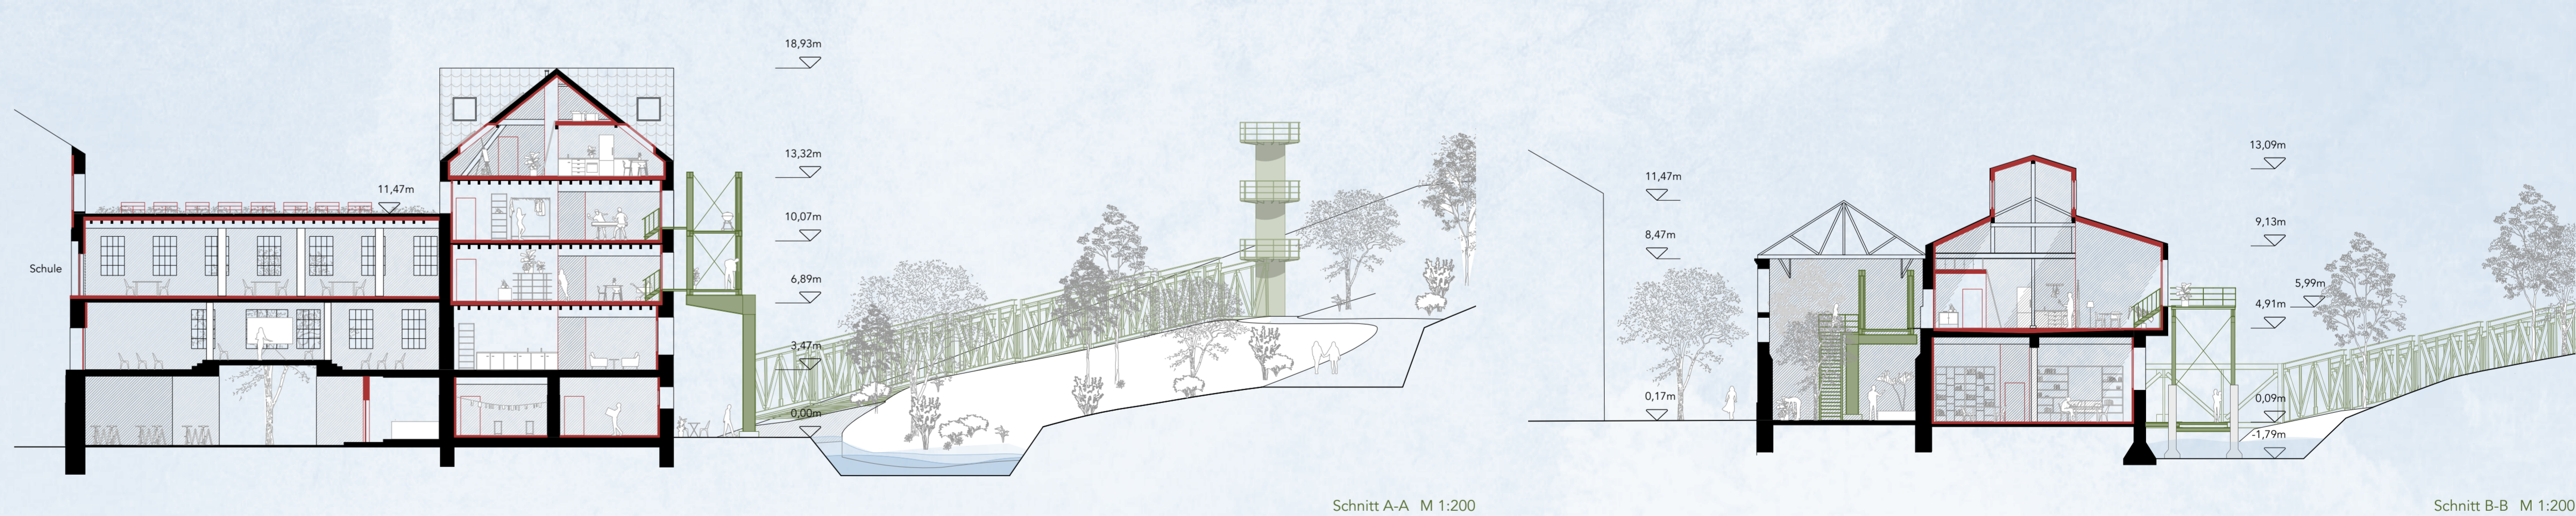 18,93m
13,32m
11,47m
10,07m
Schule
6,89m
3,47m
0,00m
Schnitt A-A M 1:200
13,09m
11,47m
9,13m
8,47m
5,99m
4,91m
0,17m
0,09m
-1,79m
Schnitt B-B M 1:200